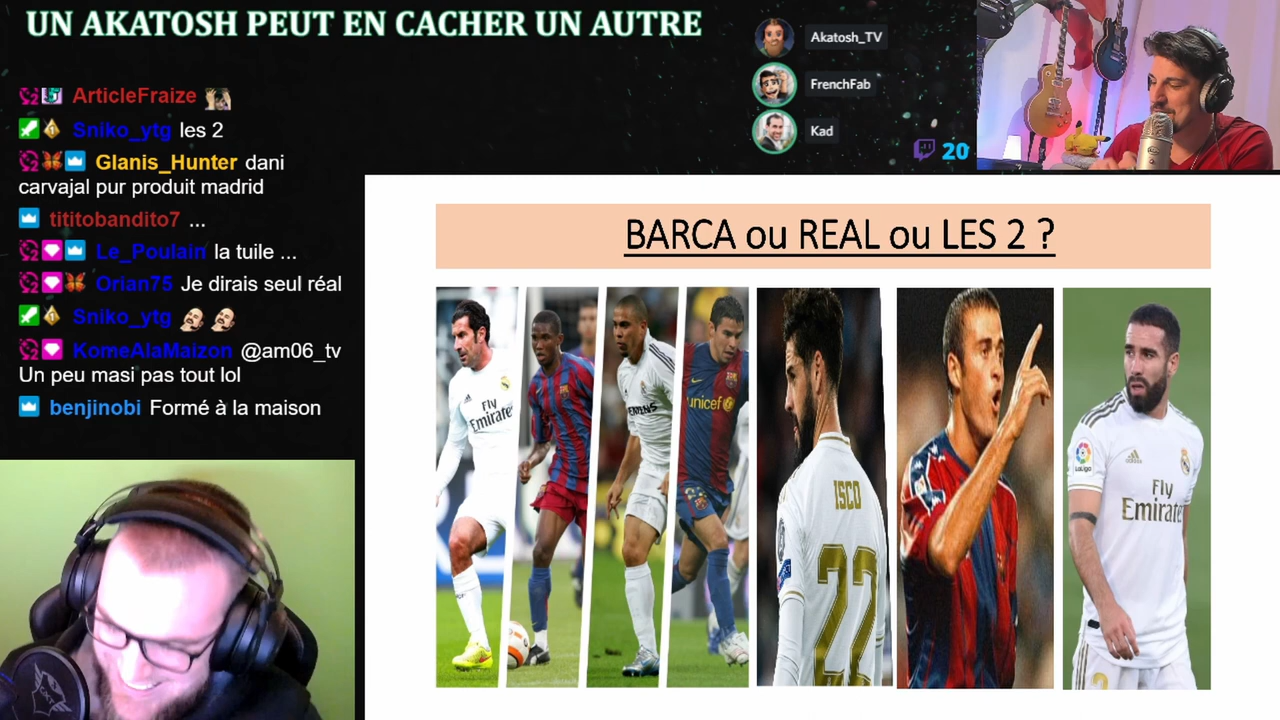 UN AKATOSH PEUT EN CACHER UN AUTRE
Akatosh_TV
FrenchFab
Kad
20
ArticleFraize
Sniko_ytg les 2
Glanis_Hunter dani
carvajal pur produit madrid
tititobandito7 ...
Le_Poulain la tuile ...
Orian75 Je dirais seul réal
Sniko_ytg
KomeAlaMaizon @am06_tv
Un peu masi pas tout lol
benjinobi Formé à la maison
BARCA ou REAL ou LES 2 ?
Fly
Emirates
unicef
ISCO
22
LaLiga
Fly
Emirate